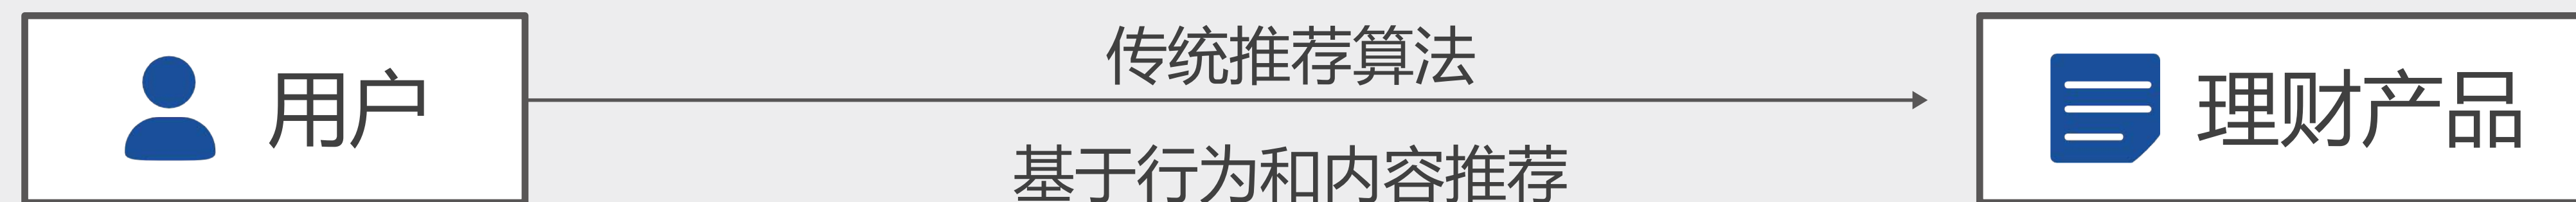 用户
传统推荐算法
基于行为和内容推荐
理财产品